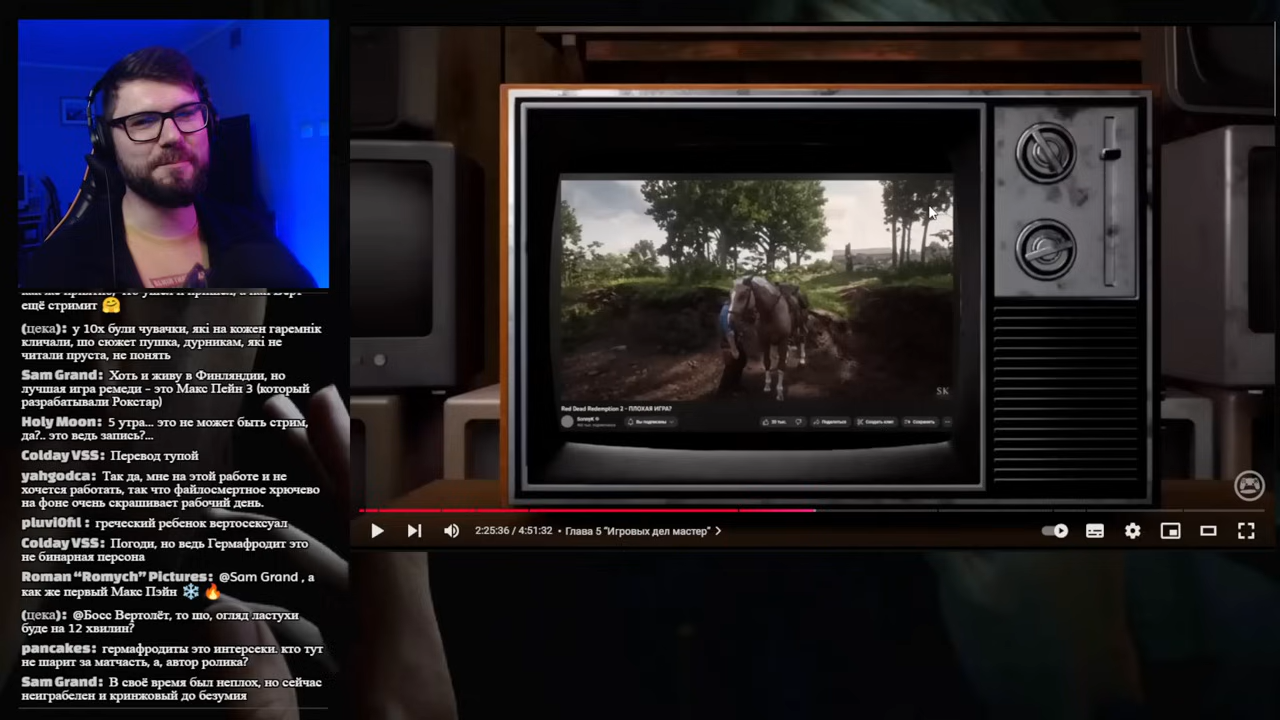 ещё стримит 🤗
(цека): у 10х були чувачки, які на кожен гаремнік
кличали, шо сюжет пушка, дурникам, які не
читали пруста, не понять
Sam Grand: Хоть и живу в Финляндии, но
лучшая игра ремеди - это Макс Пейн 3 (который
разрабатывали Рокстар)
Holy Moon: 5 утра... это не может быть стрим,
да?.. это ведь запись?...
Colday VSS: Перевод тупой
yahgodca: Так да, мне на этой работе и не
хочется работать, так что файлосмертное хрючево
на фоне очень скрашивает рабочий день.
pluvi0fil: греческий ребенок вертосексуал
Colday VSS: Погоди, но ведь Гермафродит это
не бинарная персона
Roman “Romych” Pictures: @Sam Grand , а
как же первый Макс Пэйн ❄️ 🔥
(цека): @Босс Вертолёт, то шо, огляд ластухи
буде на 12 хвилин?
pancakes: гермафродиты это интерсеки. кто тут
не шарит за матчасть, а, автор ролика?
Sam Grand: В своё время был неплох, но сейчас
неиграбелен и кринжовый до безумия
SK
Red Dead Redemption 2 - ПЛОХАЯ ИГРА?
Вы подписаны
Поделиться
Создать клип
Сохранить
2:25:36 / 4:51:32 • Глава 5 “Игровых дел мастер”